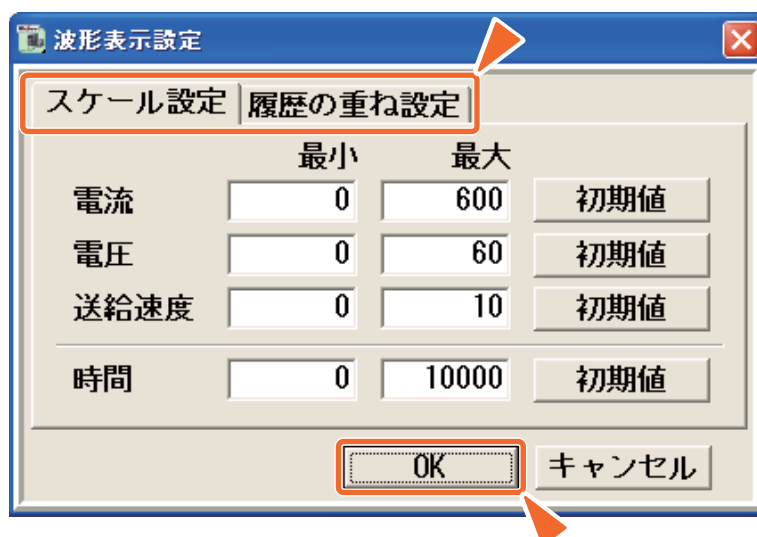 波形表示設定
スケール設定 履歴の重ね設定
最小 最大
電流 0 600 初期値
電圧 0 60 初期値
送給速度 0 10 初期値
時間 0 10000 初期値
OK キャンセル